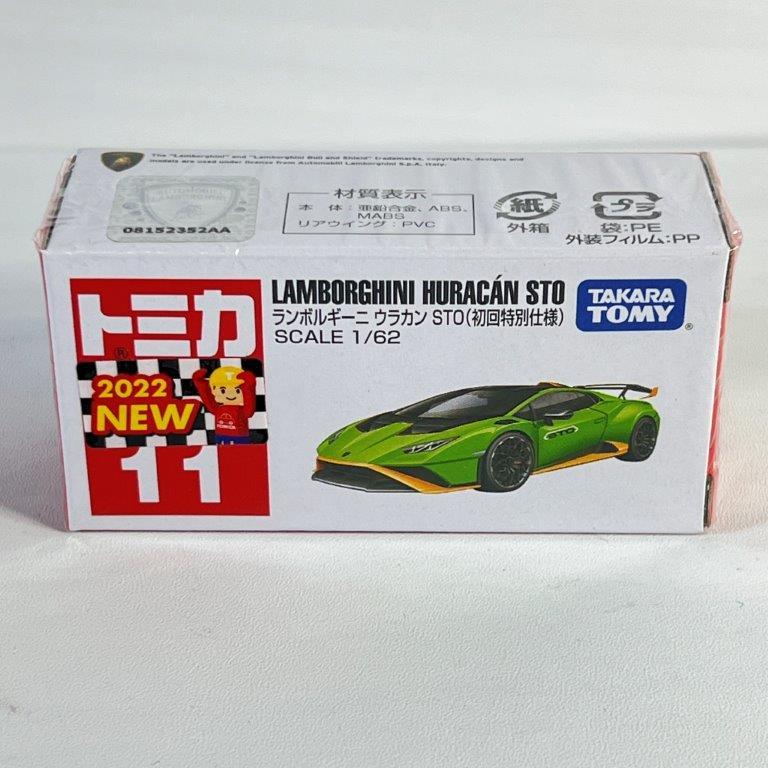 The "Lamborghini" and "Lamborghini Bull and Shield" trademarks, copyrights, designs and
models are used under license from Automobili Lamborghini S.p.A. Italy.
AUTOMOBILI
LAMBORGHINI
08152352AA
材質表示
本体:亜鉛合金、ABS、
MABS
リアウイング:PVC
紙
外箱
プラ
袋:PE
外装フィルム:PP
トミカ®
2022
NEW
11
LAMBORGHINI HURACÁN STO
ランボルギーニ ウラカン STO(初回特別仕様)
SCALE 1/62
TAKARA
TOMY®
STO